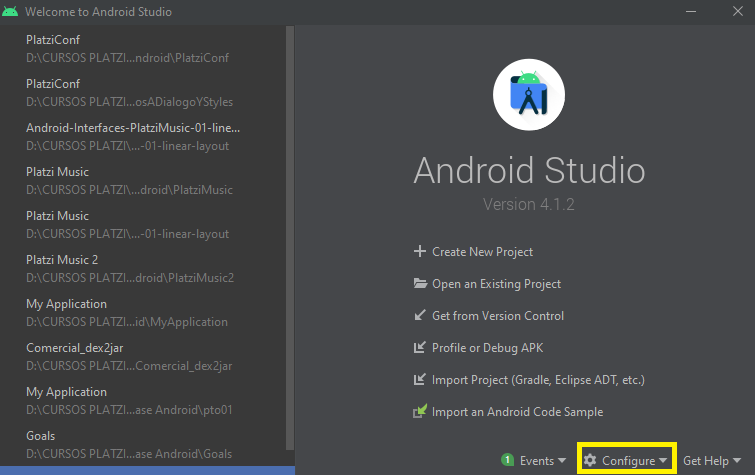 Welcome to Android Studio
PlatziConf
D:\CURSOS PLATZI...ndroid\PlatziConf
PlatziConf
D:\CURSOS PLATZI...osADialogoYStyles
Android-Interfaces-PlatziMusic-01-line...
D:\CURSOS PLATZI\...-01-linear-layout
Platzi Music
D:\CURSOS PLATZI\...droid\PlatziMusic
Platzi Music
D:\CURSOS PLATZI\...-01-linear-layout
Platzi Music 2
D:\CURSOS PLATZI...droid\PlatziMusic2
My Application
D:\CURSOS PLATZI...id\MyApplication
Comercial_dex2jar
D:\CURSOS PLATZI...Comercial_dex2jar
My Application
D:\CURSOS PLATZI...ase Android\pto01
Goals
D:\CURSOS PLATZI...ase Android\Goals
Android Studio
Version 4.1.2
Create New Project
Open an Existing Project
Get from Version Control
Profile or Debug APK
Import Project (Gradle, Eclipse ADT, etc.)
Import an Android Code Sample
1 Events Configure Get Help